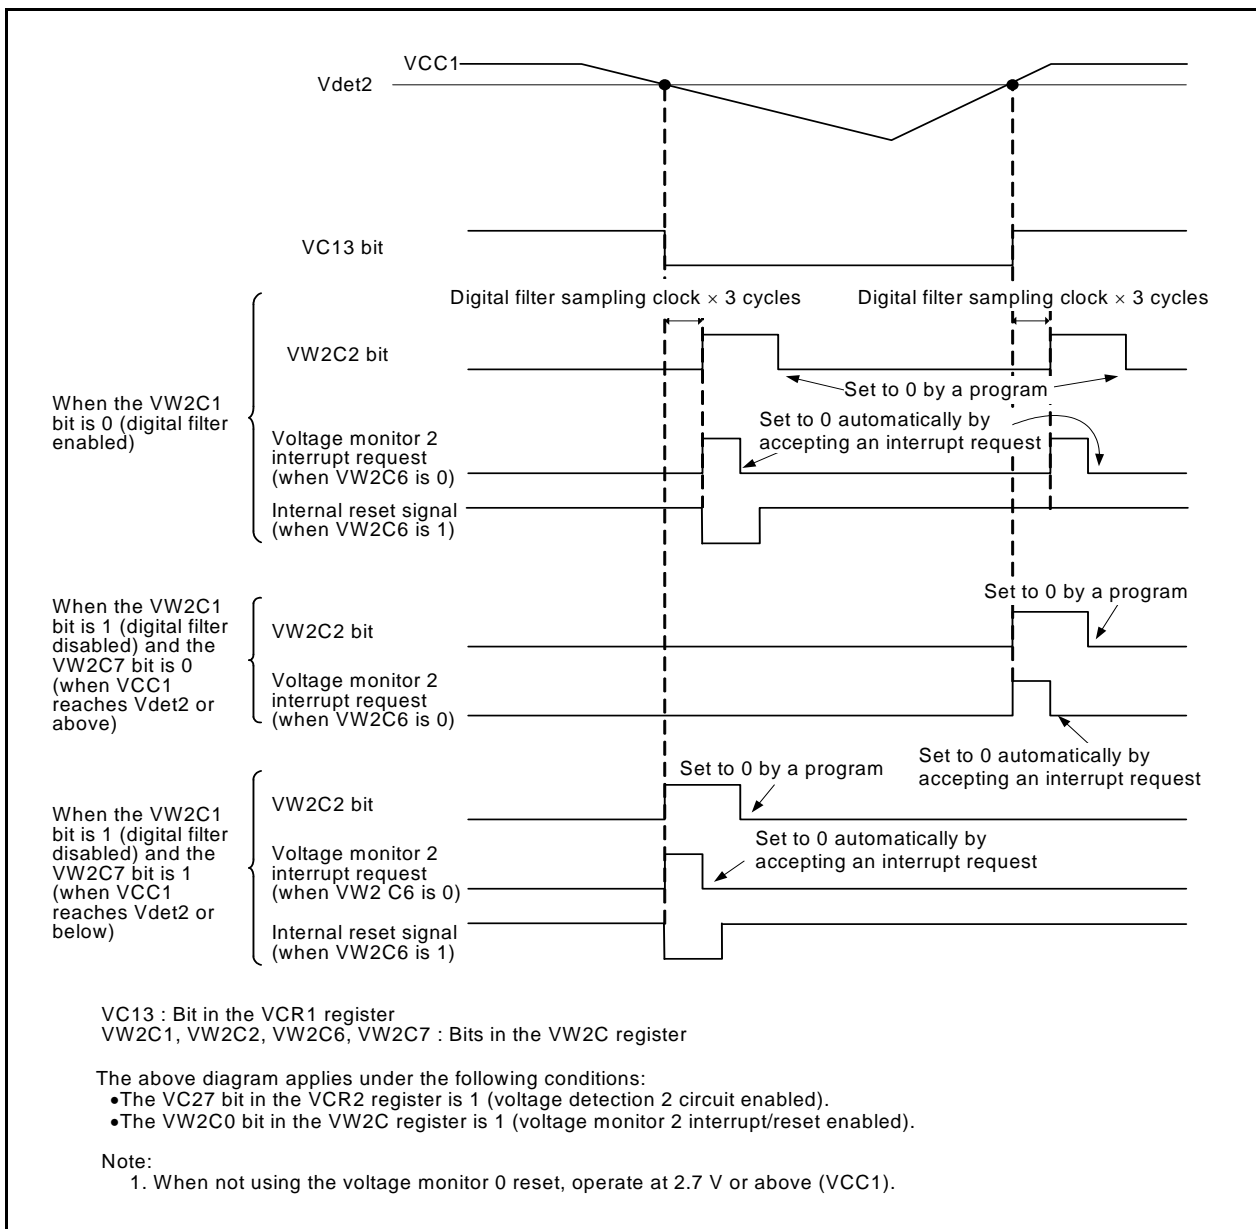 VCC1
Vdet2
VC13 bit
Digital filter sampling clock × 3 cycles
Digital filter sampling clock × 3 cycles
When the VW2C1
bit is 0 (digital filter
enabled)
VW2C2 bit
Set to 0 by a program
Voltage monitor 2
interrupt request
(when VW2C6 is 0)
Set to 0 automatically by
accepting an interrupt request
Internal reset signal
(when VW2C6 is 1)
When the VW2C1
bit is 1 (digital filter
disabled) and the
VW2C7 bit is 0
(when VCC1
reaches Vdet2 or
above)
VW2C2 bit
Set to 0 by a program
Voltage monitor 2
interrupt request
(when VW2C6 is 0)
Set to 0 automatically by
accepting an interrupt request
When the VW2C1
bit is 1 (digital filter
disabled) and the
VW2C7 bit is 1
(when VCC1
reaches Vdet2 or
below)
VW2C2 bit
Set to 0 by a program
Voltage monitor 2
interrupt request
(when VW2 C6 is 0)
Set to 0 automatically by
accepting an interrupt request
Internal reset signal
(when VW2C6 is 1)
VC13 : Bit in the VCR1 register
VW2C1, VW2C2, VW2C6, VW2C7 : Bits in the VW2C register
The above diagram applies under the following conditions:
•The VC27 bit in the VCR2 register is 1 (voltage detection 2 circuit enabled).
•The VW2C0 bit in the VW2C register is 1 (voltage monitor 2 interrupt/reset enabled).
Note:
1. When not using the voltage monitor 0 reset, operate at 2.7 V or above (VCC1).